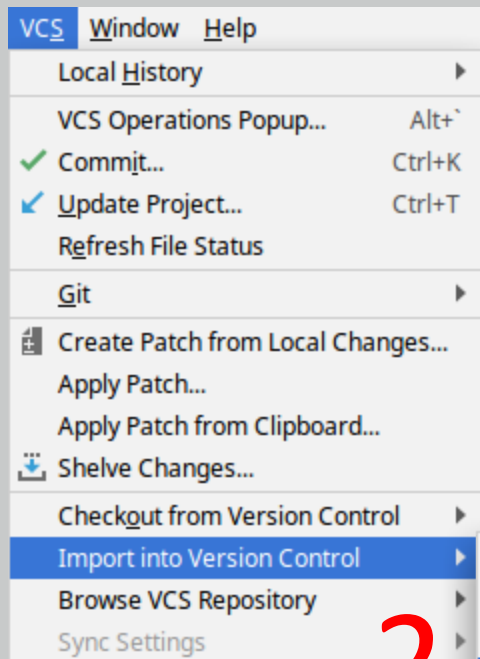 VCS Window Help
Local History
VCS Operations Popup... Alt+`
Commit... Ctrl+K
Update Project... Ctrl+T
Refresh File Status
Git
Create Patch from Local Changes...
Apply Patch...
Apply Patch from Clipboard...
Shelve Changes...
Checkout from Version Control
Import into Version Control
Browse VCS Repository
Sync Settings